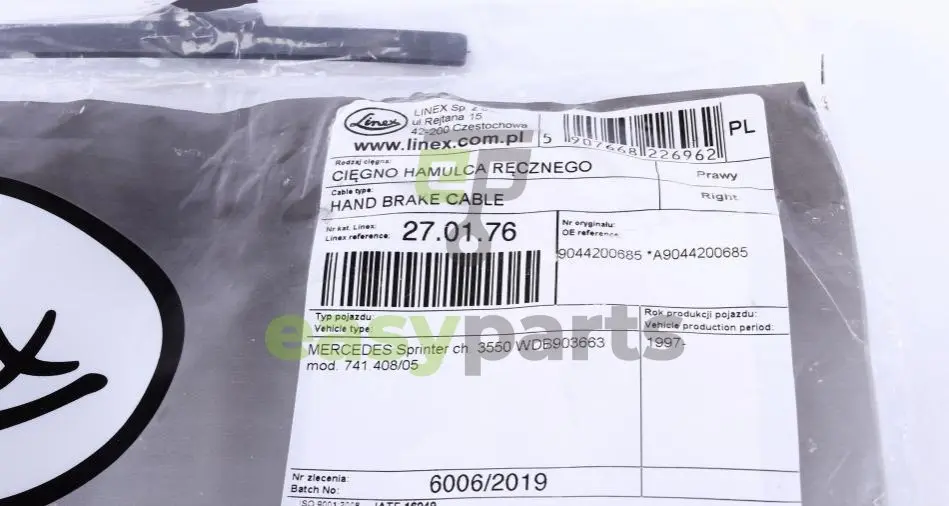 Linex
LINEX Sp. z
ul Rejtana 15
42-200 Częstochowa
www.linex.com.pl
5 907668 226962
PL
Rodzaj cięgna:
CIĘGNO HAMULCA RĘCZNEGO
Prawy
Cable type:
HAND BRAKE CABLE
Right
Nr kat. Linex:
Linex reference:
27.01.76
Nr oryginału:
OE reference
9044200685 *A9044200685
Typ pojazdu:
Vehicle type:
Rok produkcji pojazdu:
Vehicle production period:
easyparts
MERCEDES Sprinter ch. 3550 WDB903663
mod. 741.408/05
1997-
Nr zlecenia:
Batch No:
6006/2019